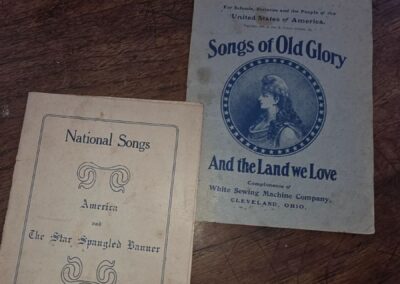 National Songs
America
and
The Star Spangled Banner
For Schools, Patriots and the People of the
United States of America.
Songs of Old Glory
And the Land we Love
Compliments of
White Sewing Machine Company,
CLEVELAND, OHIO.